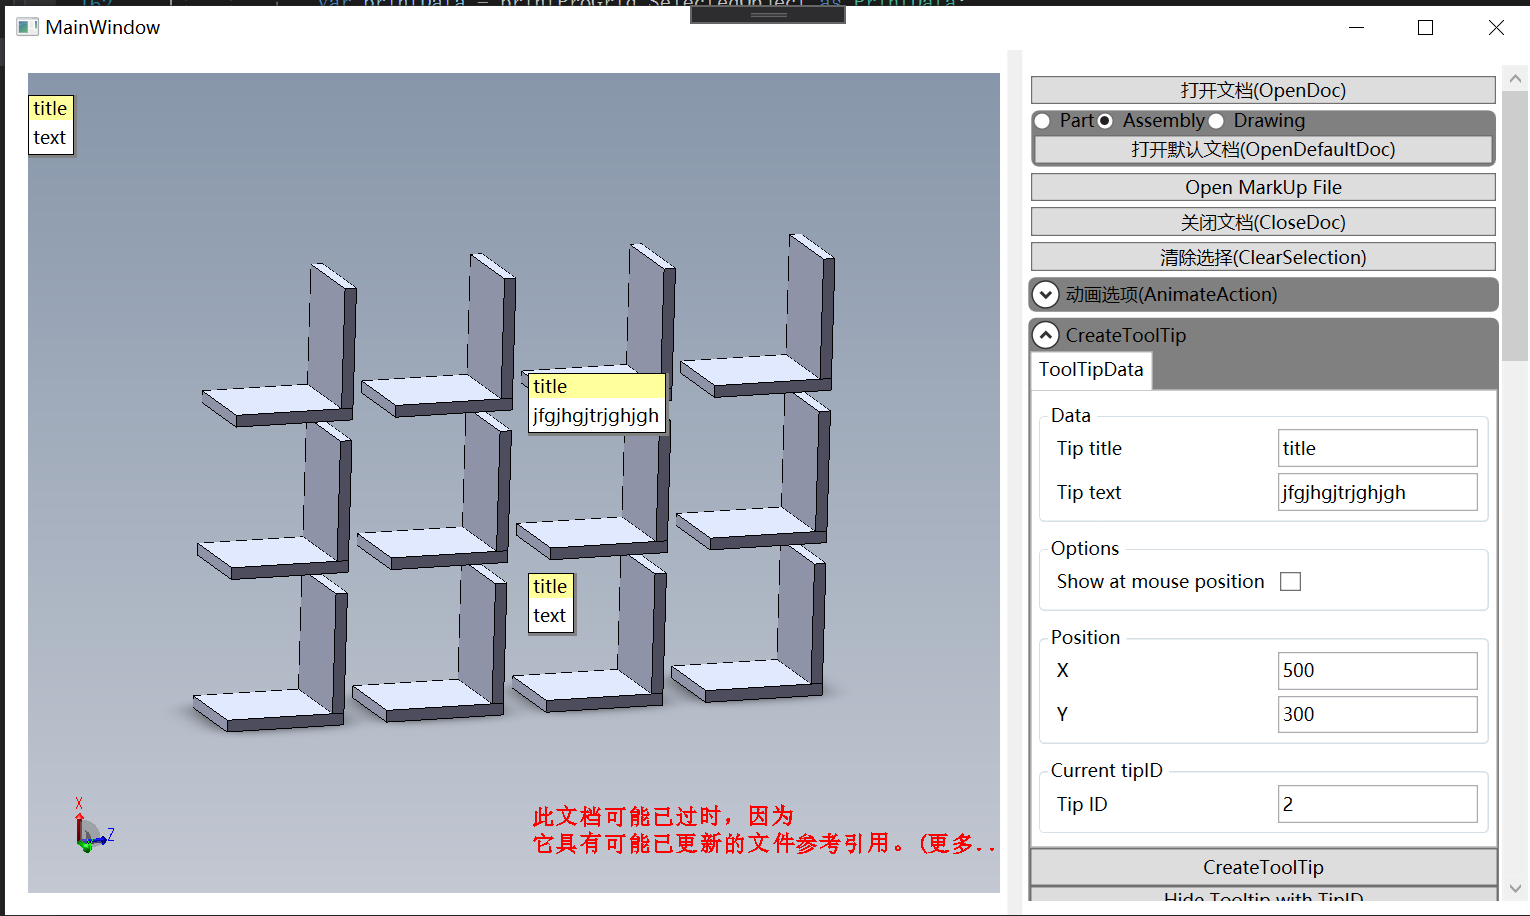 MainWindow
title
text
title
jfgjhgjtrjghjgh
title
text
X
Z
此文档可能已过时，因为
它具有可能已更新的文件参考引用。(更多..
打开文档(OpenDoc)
Part Assembly Drawing
打开默认文档(OpenDefaultDoc)
Open MarkUp File
关闭文档(CloseDoc)
清除选择(ClearSelection)
动画选项(AnimateAction)
CreateToolTip
ToolTipData
Data
Tip title title
Tip text jfgjhgjtrjghjgh
Options
Show at mouse position
Position
X 500
Y 300
Current tipID
Tip ID 2
CreateToolTip
Hide Tooltip with TipID